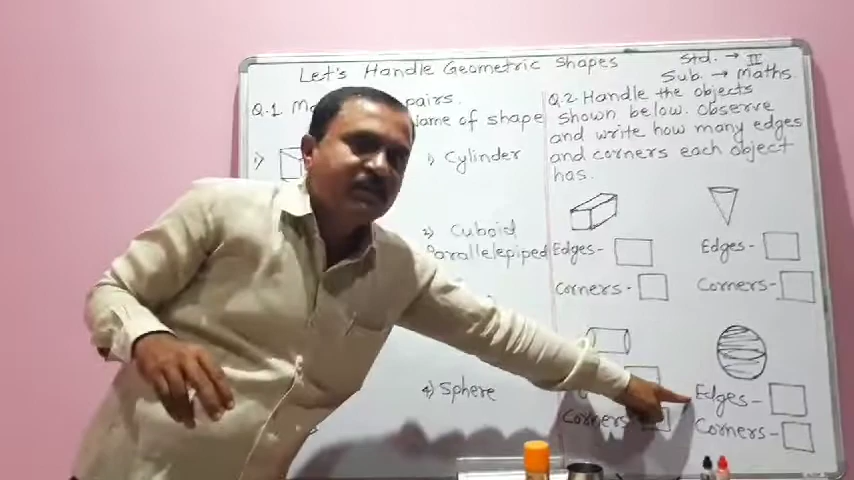 Let's Handle Geometric Shapes
Std. → II
Sub. → Maths
Q.1 pairs.
Name of shape
i>
1) Cylinder
2) Cuboid
Parallelepiped
4) Sphere
Q.2 Handle the objects
shown below. Observe
and write how many edges
and corners each object
has.
Edges-
Corners-
Edges-
Corners-
Corners-
Edges-
Corners-